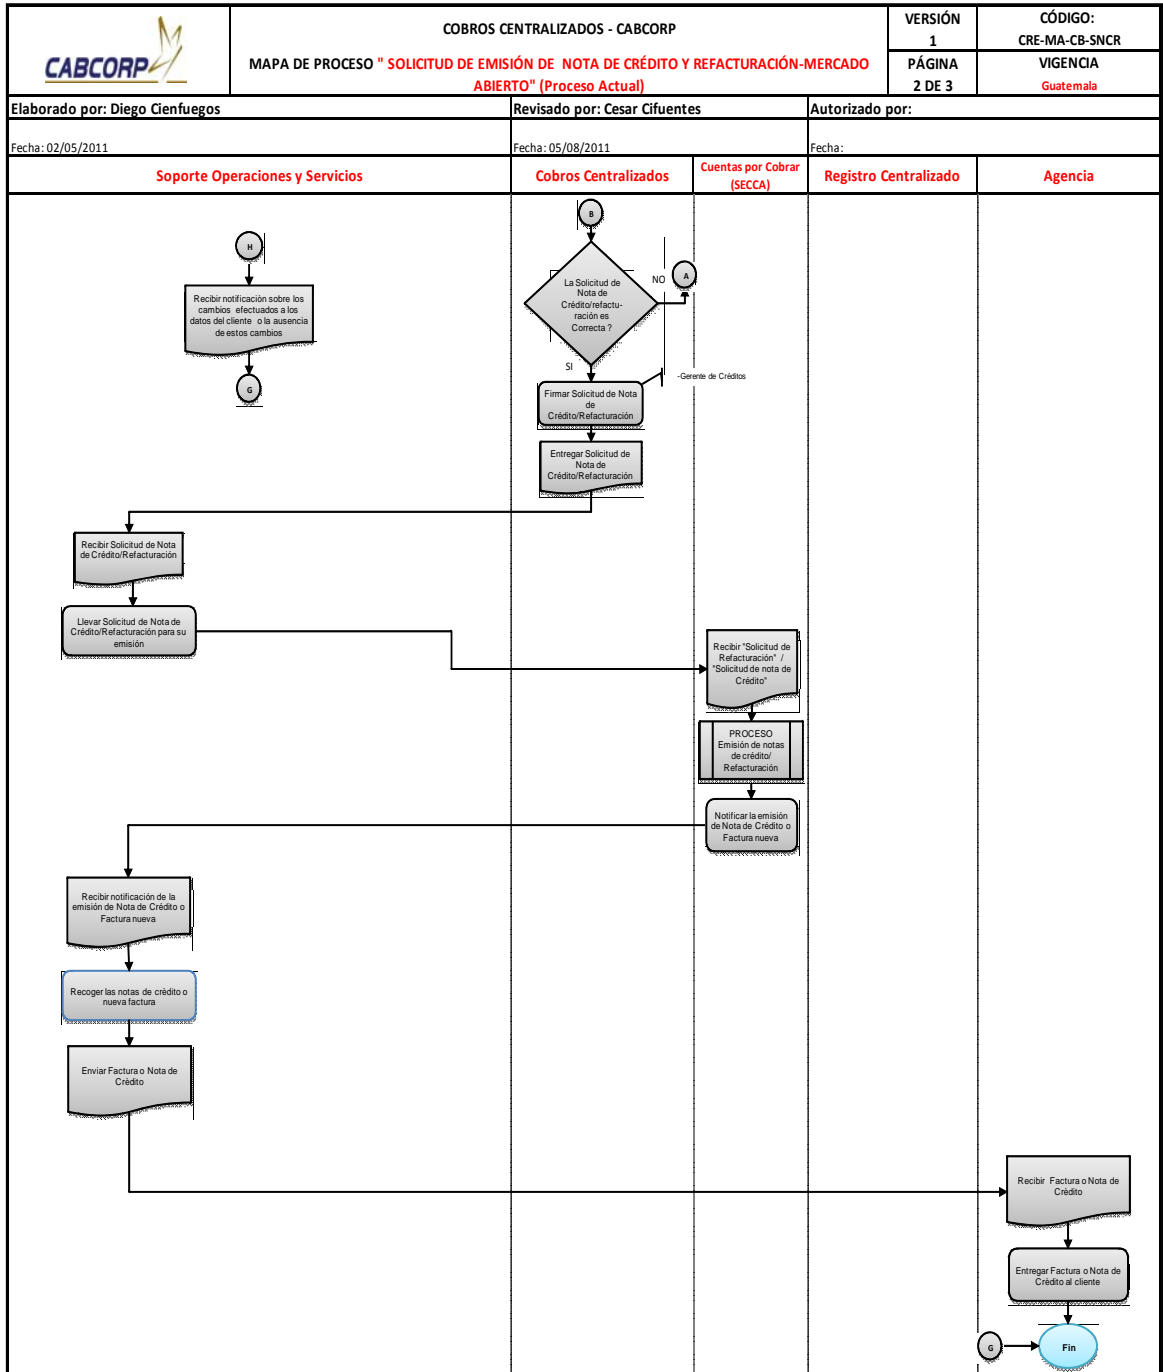 CABCORP
COBROS CENTRALIZADOS - CABCORP
MAPA DE PROCESO " SOLICITUD DE EMISIÓN DE NOTA DE CRÉDITO Y REFACTURACIÓN-MERCADO
ABIERTO" (Proceso Actual)
VERSIÓN
1
CÓDIGO:
CRE-MA-CB-SNCR
PÁGINA
2 DE 3
VIGENCIA
Guatemala
Elaborado por: Diego Cienfuegos
Revisado por: Cesar Cifuentes
Autorizado por:
Fecha: 02/05/2011
Fecha: 05/08/2011
Fecha:
Soporte Operaciones y Servicios
Cobros Centralizados
Cuentas por Cobrar
(SECCA)
Registro Centralizado
Agencia
B
H
La Solicitud de
Nota de
Crédito/refactu-
ración es
Correcta ?
NO
A
Recibir notificación sobre los
cambios efectuados a los
datos del cliente o la ausencia
de estos cambios
SI
G
-Gerente de Créditos
Firmar Solicitud de Nota
de
Crédito/Refacturación
Entregar Solicitud de
Nota de
Crédito/Refacturación
Recibir Solicitud de Nota
de Crédito/Refacturación
Llevar Solicitud de Nota de
Crédito/Refacturación para su
emisión
Recibir "Solicitud de
Refacturación" /
"Solicitud de nota de
Crédito"
PROCESO
Emisión de notas
de crédito/
Refacturación
Notificar la emisión
de Nota de Crédito o
Factura nueva
Recibir notificación de la
emisión de Nota de Crédito o
Factura nueva
Recoger las notas de crèdito o
nueva factura
Enviar Factura o Nota de
Crèdito
Recibir Factura o Nota de
Crèdito
Entregar Factura o Nota de
Crèdito al cliente
G
Fin